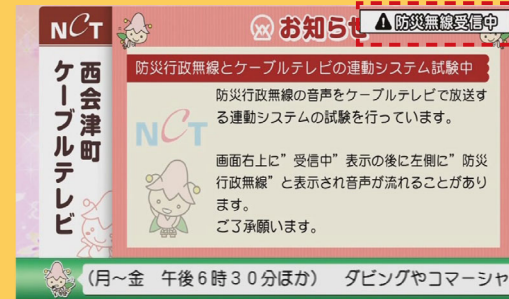 NCT
西会津町
ケーブルテレビ
お知らせ
防災無線受信中
防災行政無線とケーブルテレビの連動システム試験中
防災行政無線の音声をケーブルテレビで放送す
る連動システムの試験を行っています。
NCT
画面右上に”受信中”表示の後に左側に”防災
行政無線”と表示され音声が流れることがあり
ます。
ご了承願います。
(月～金 午後6時30分ほか) ダビングやコマーシャ